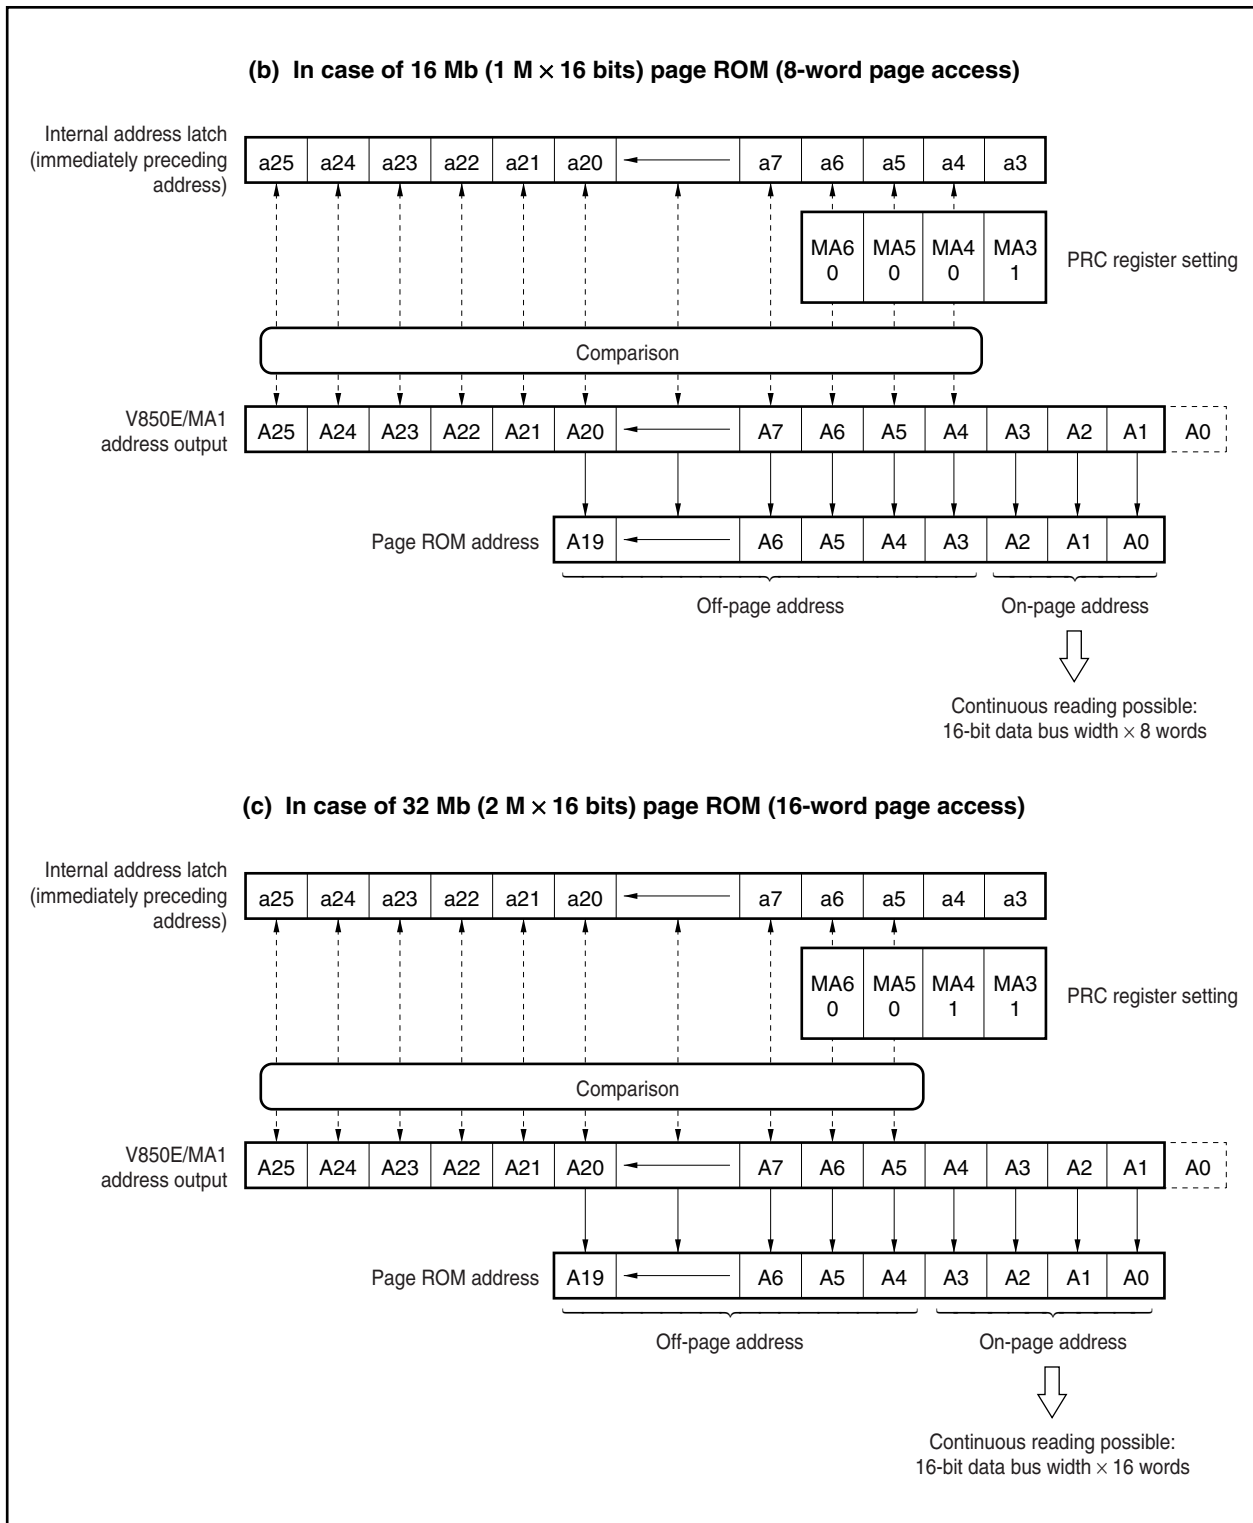 (b) In case of 16 Mb (1 M × 16 bits) page ROM (8-word page access)
Internal address latch
(immediately preceding
address)
a25 a24 a23 a22 a21 a20 a7 a6 a5 a4 a3
MA6 MA5 MA4 MA3
0 0 0 1
PRC register setting
Comparison
V850E/MA1
address output
A25 A24 A23 A22 A21 A20 A7 A6 A5 A4 A3 A2 A1 A0
Page ROM address
A19 A6 A5 A4 A3 A2 A1 A0
Off-page address On-page address
Continuous reading possible:
16-bit data bus width × 8 words
(c) In case of 32 Mb (2 M × 16 bits) page ROM (16-word page access)
Internal address latch
(immediately preceding
address)
a25 a24 a23 a22 a21 a20 a7 a6 a5 a4 a3
MA6 MA5 MA4 MA3
0 0 1 1
PRC register setting
Comparison
V850E/MA1
address output
A25 A24 A23 A22 A21 A20 A7 A6 A5 A4 A3 A2 A1 A0
Page ROM address
A19 A6 A5 A4 A3 A2 A1 A0
Off-page address On-page address
Continuous reading possible:
16-bit data bus width × 16 words